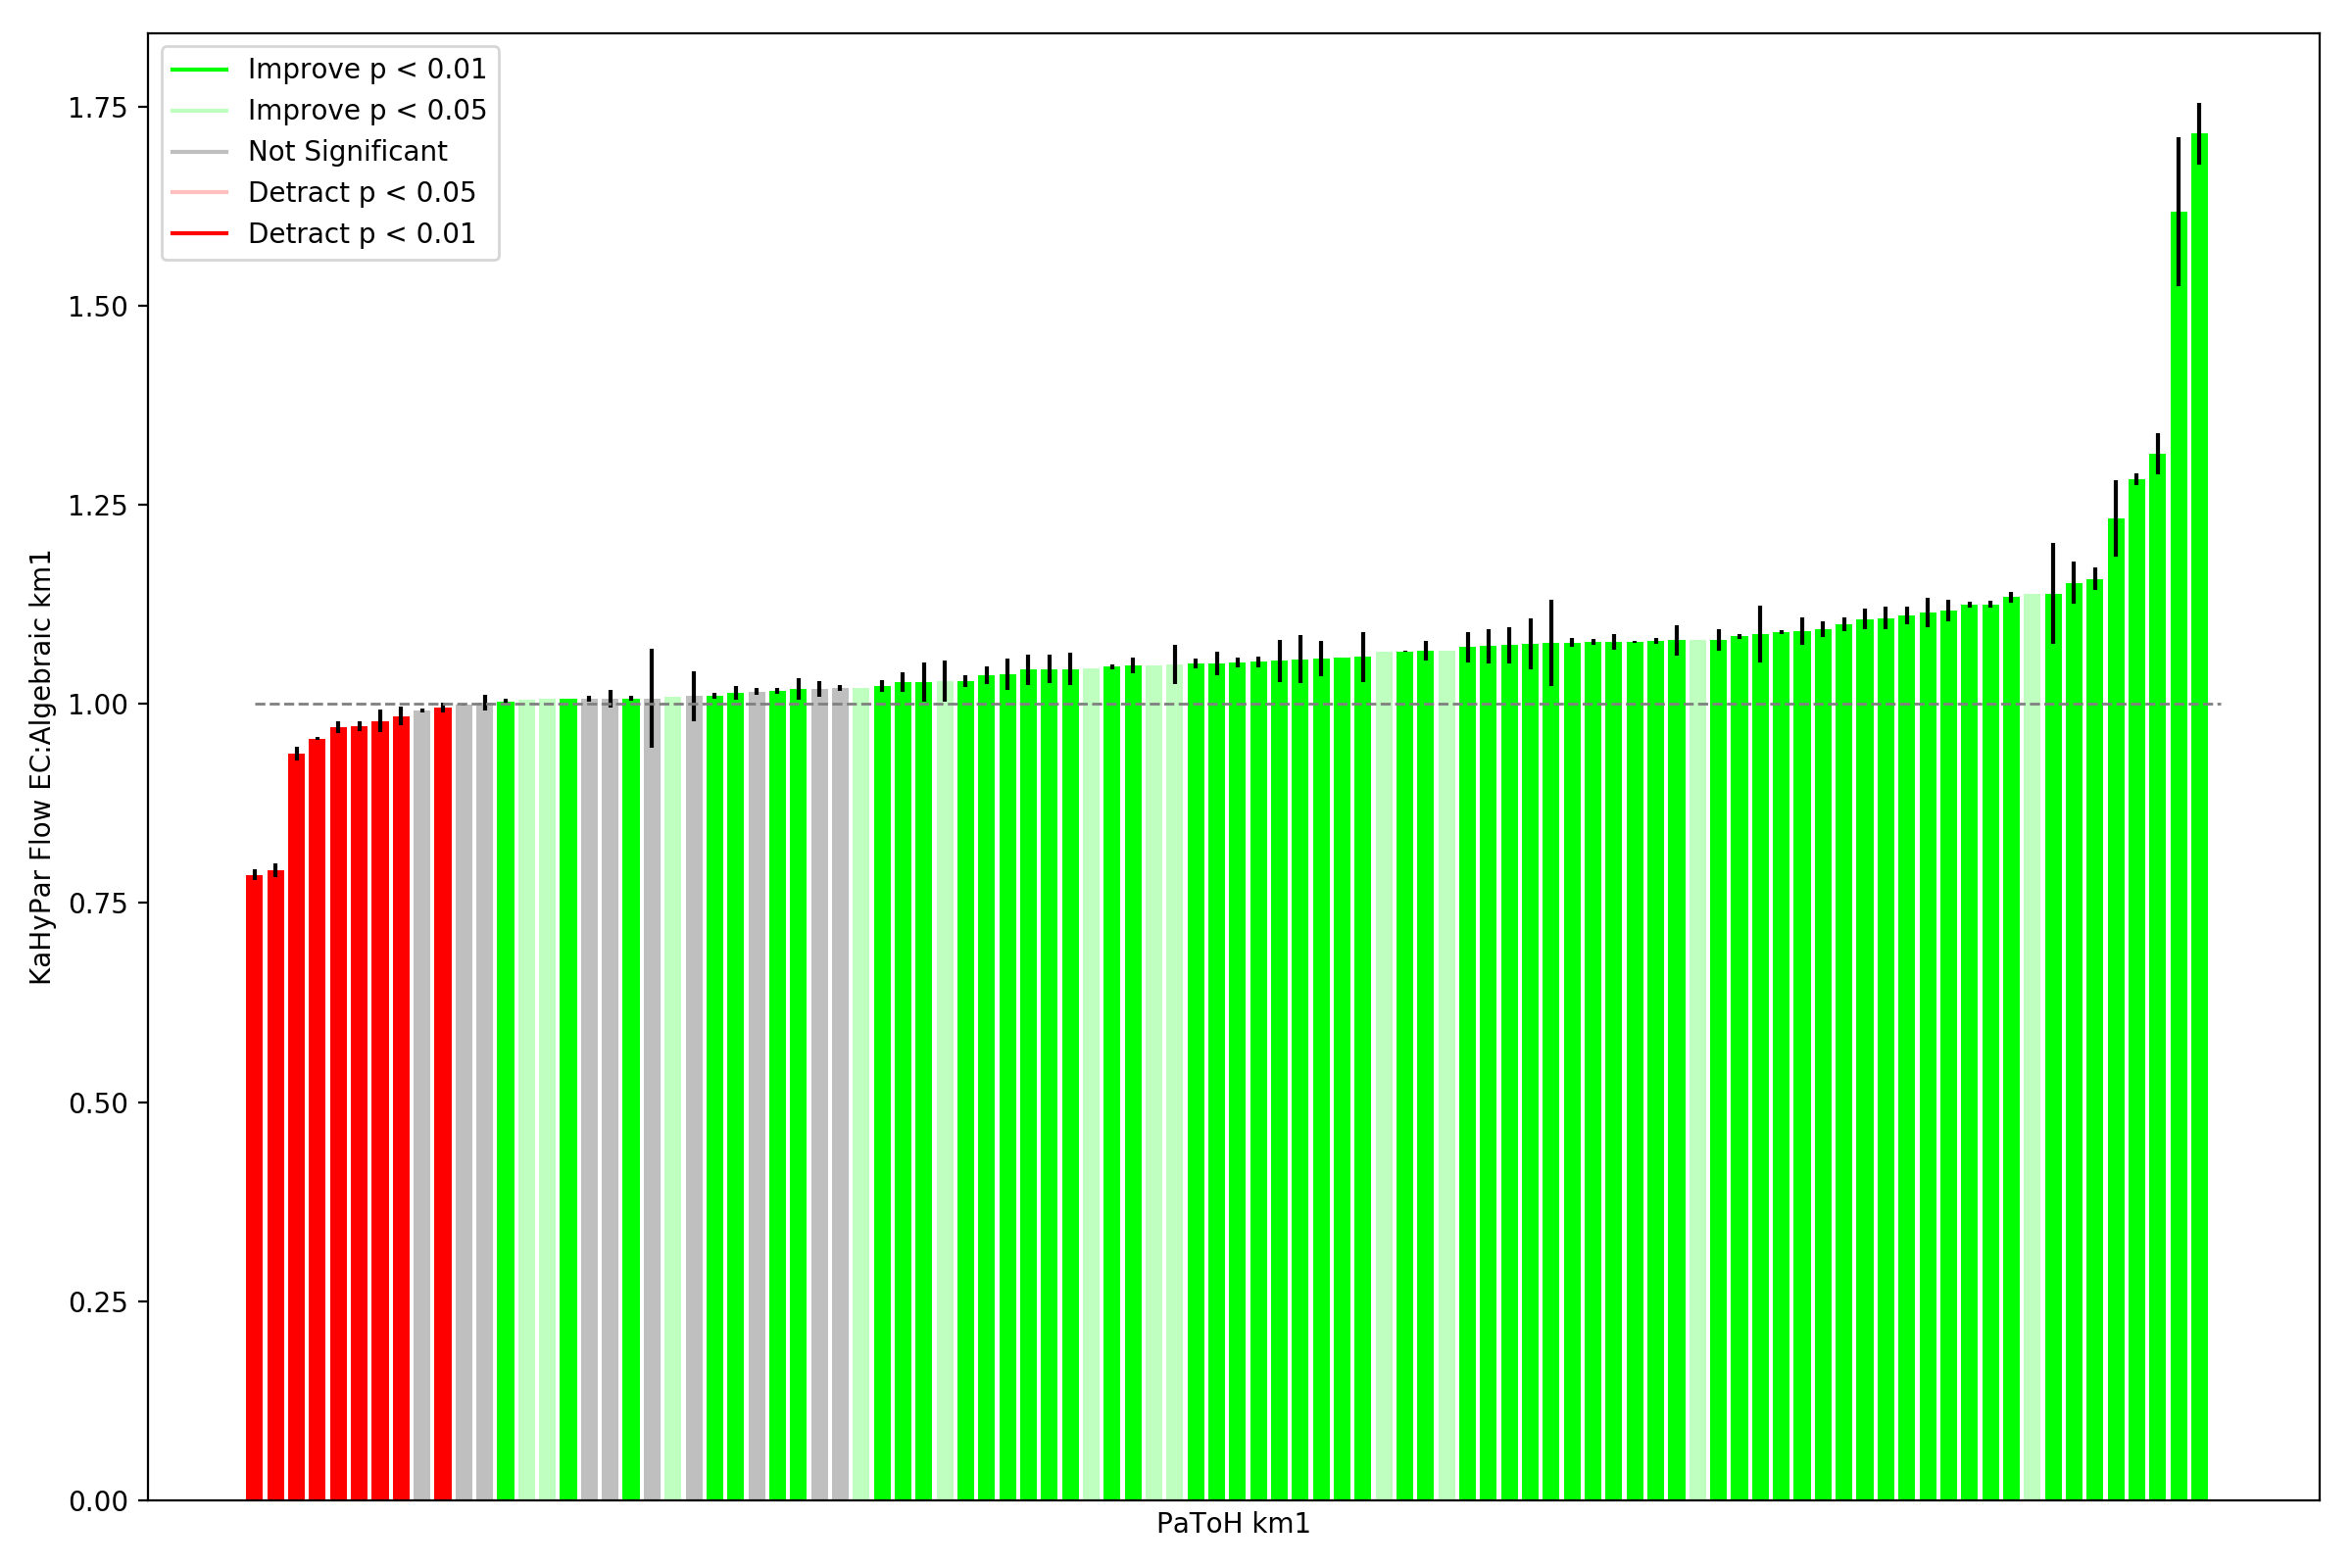 Improve p < 0.01
Improve p < 0.05
Not Significant
Detract p < 0.05
Detract p < 0.01
1.75
1.50
1.25
1.00
0.75
0.50
0.25
0.00
KaHyPar Flow EC:Algebraic km1
PaToH km1